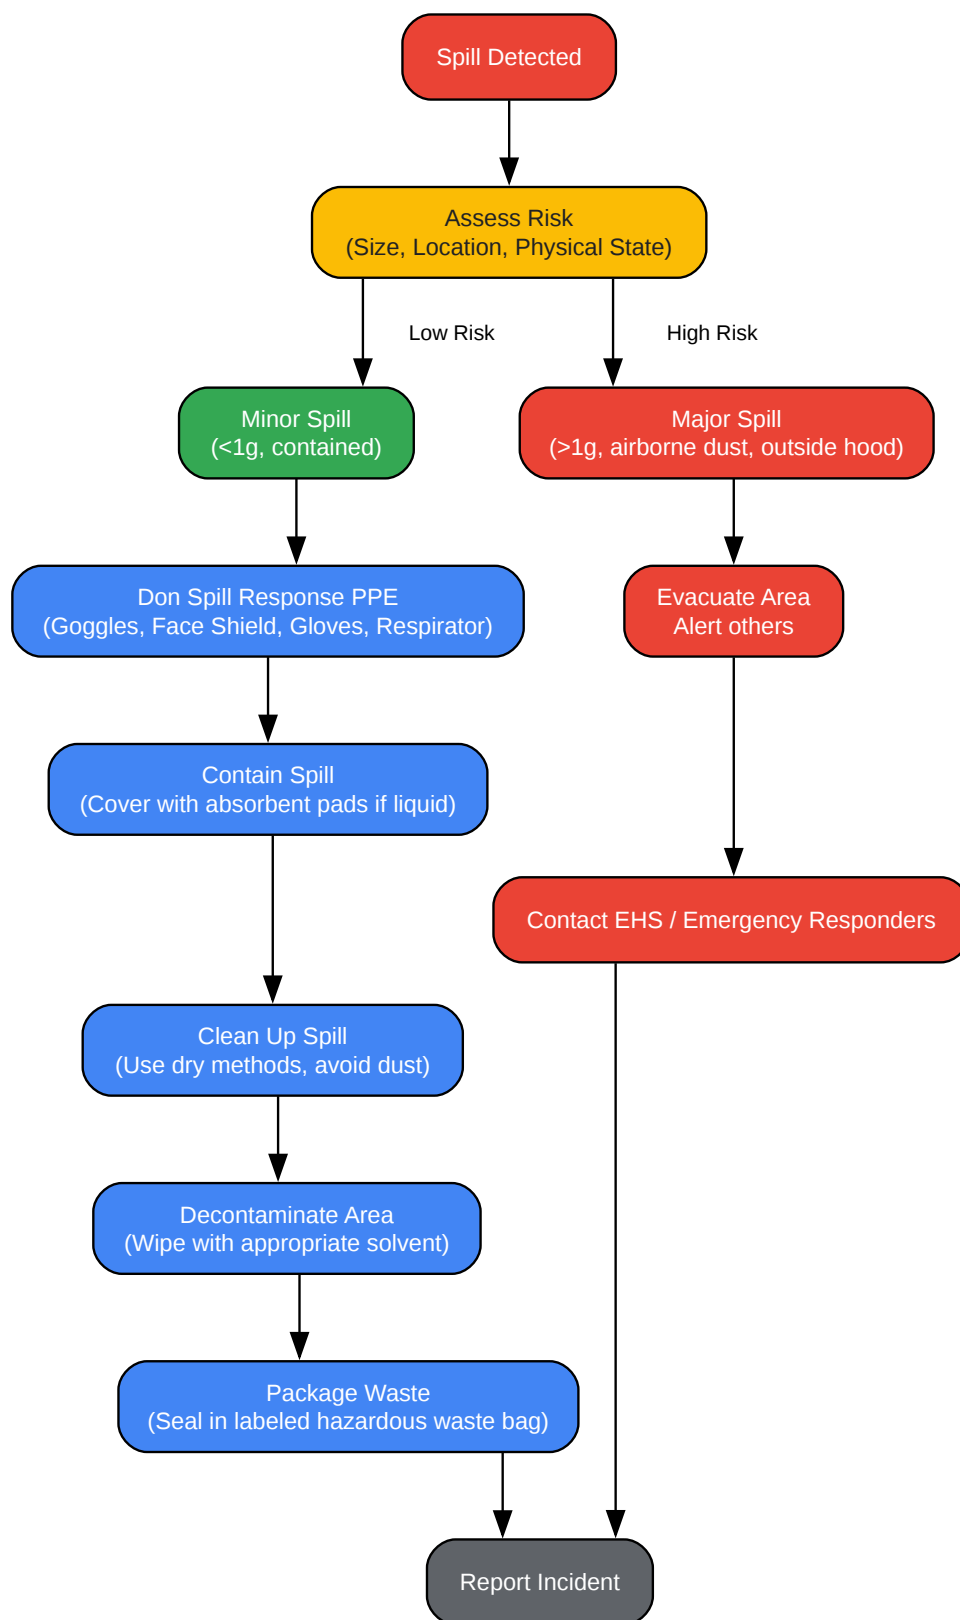 Spill Detected
Assess Risk
(Size, Location, Physical State)
Low Risk
High Risk
Minor Spill
(<1g, contained)
Major Spill
(>1g, airborne dust, outside hood)
Don Spill Response PPE
(Goggles, Face Shield, Gloves, Respirator)
Evacuate Area
Alert others
Contain Spill
(Cover with absorbent pads if liquid)
Contact EHS / Emergency Responders
Clean Up Spill
(Use dry methods, avoid dust)
Decontaminate Area
(Wipe with appropriate solvent)
Package Waste
(Seal in labeled hazardous waste bag)
Report Incident